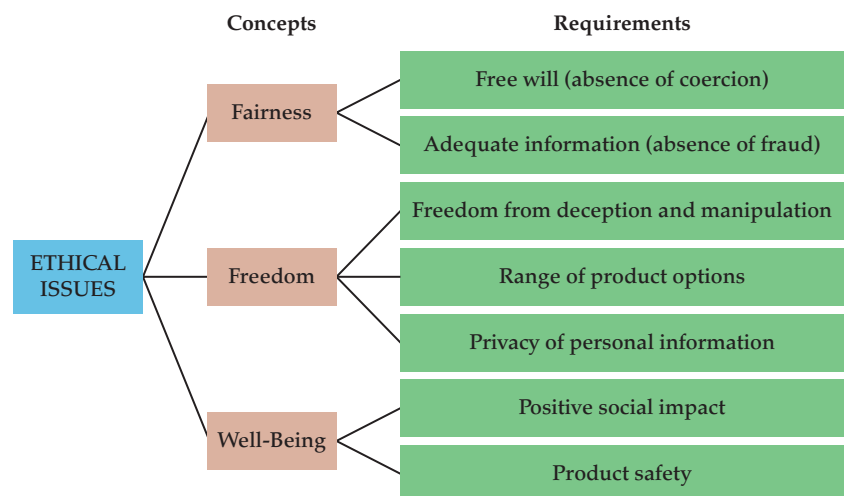 Concepts
Requirements
ETHICAL
ISSUES
Fairness
Free will (absence of coercion)
Adequate information (absence of fraud)
Freedom
Freedom from deception and manipulation
Range of product options
Privacy of personal information
Well-Being
Positive social impact
Product safety